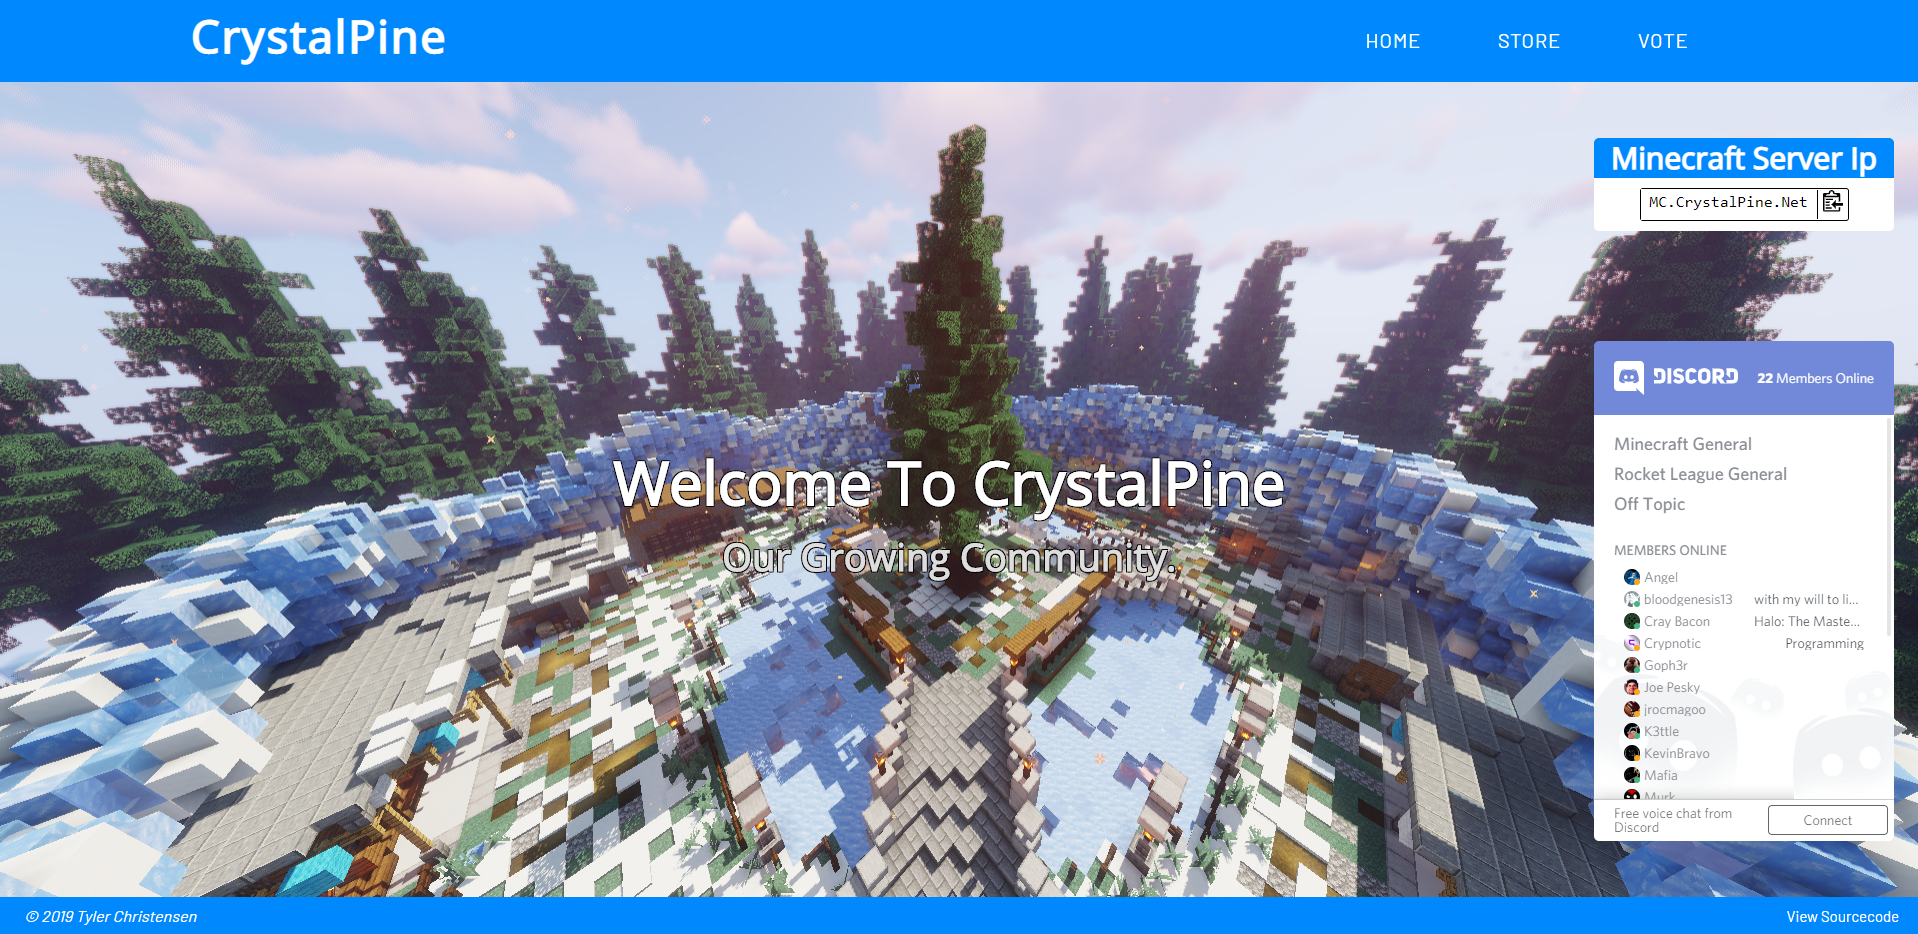 CrystalPine
HOME STORE VOTE
Minecraft Server Ip
MC.CrystalPine.Net
DISCORD 22 Members Online
Minecraft General
Rocket League General
Off Topic
Welcome To CrystalPine
Our Growing Community.
MEMBERS ONLINE
Angel
bloodgenesis13 with my will to li...
Cray Bacon Halo: The Maste...
Crypnotic Programming
Goph3r
Joe Pesky
jrocmagoo
K3ttle
KevinBravo
Mafia
Murk
Free voice chat from
Discord
Connect
© 2019 Tyler Christensen
View Sourcecode